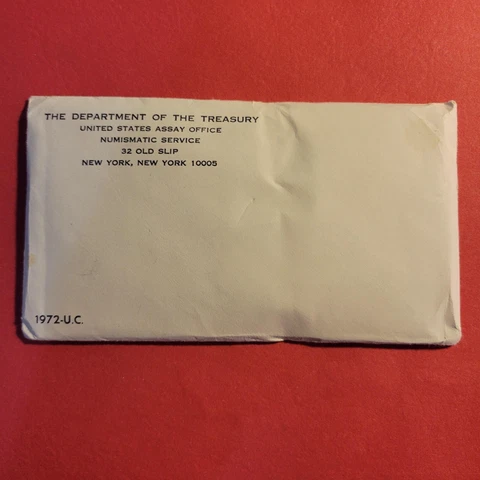 THE DEPARTMENT OF THE TREASURY
UNITED STATES ASSAY OFFICE
NUMISMATIC SERVICE
32 OLD SLIP
NEW YORK, NEW YORK 10005
1972-U.C.